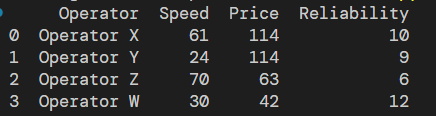 Operator Speed Price Reliability
0 Operator X 61 114 10
1 Operator Y 24 114 9
2 Operator Z 70 63 6
3 Operator W 30 42 12